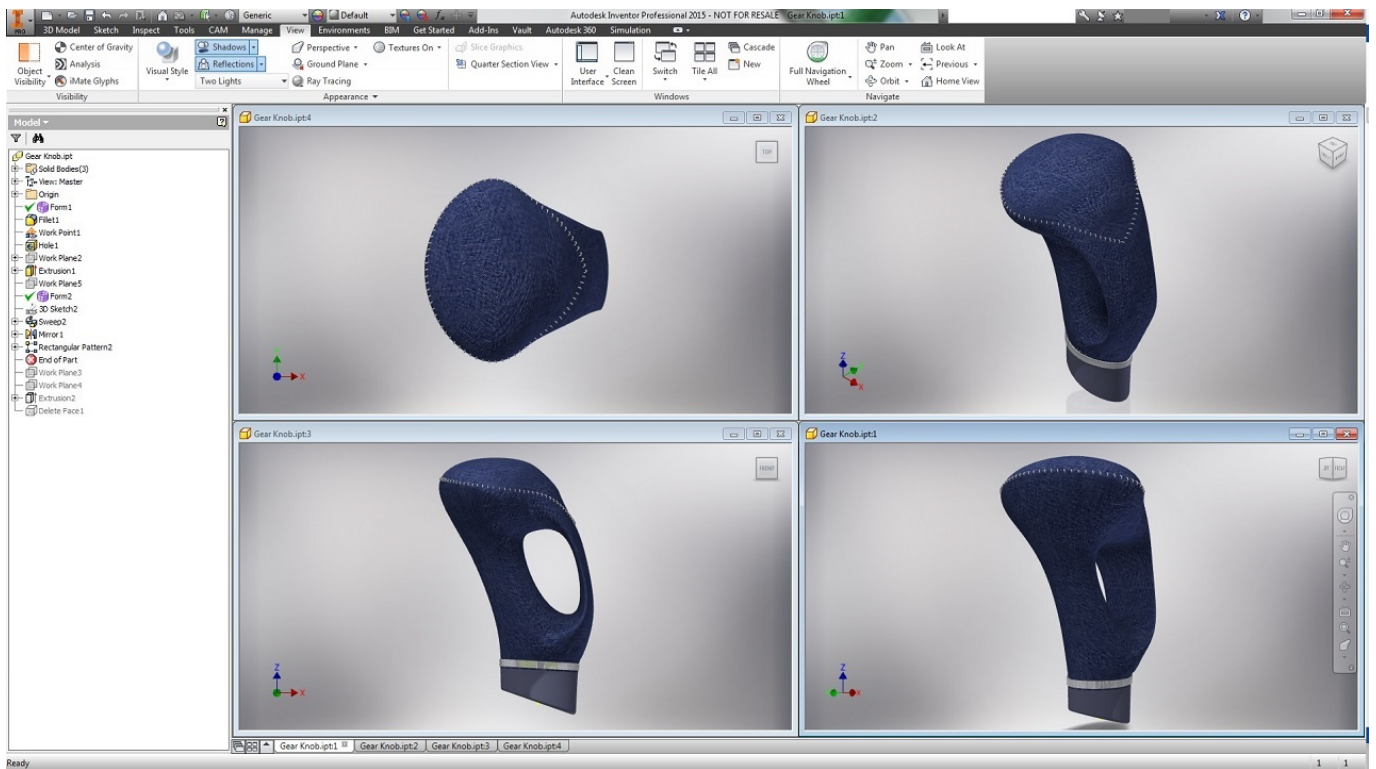 Generic Default Autodesk Inventor Professional 2015 - NOT FOR RESALE Gear Knob.ipt:1
PRO 3D Model Sketch Inspect Tools CAM Manage View Environments BIM Get Started Add-Ins Vault Autodesk 360 Simulation
Center of Gravity Shadows Perspective Textures On Slice Graphics Cascade Pan Look At
Analysis Reflections Ground Plane Quarter Section View New Zoom Previous
iMate Glyphs Two Lights Ray Tracing Orbit Home View
Object Visibility Visual Style User Interface Clean Screen Switch Tile All Full Navigation Wheel
Visibility Appearance Windows Navigate
Model
Gear Knob.ipt
Solid Bodies(3)
View: Master
Origin
Form1
Fillet1
Work Point1
Hole1
Work Plane2
Extrusion1
Work Plane5
Form2
3D Sketch2
Sweep2
Mirror1
Rectangular Pattern2
End of Part
Work Plane3
Work Plane4
Extrusion2
Delete Face1
Gear Knob.ipt:4
TOP
X
Gear Knob.ipt:2
Z
X
Gear Knob.ipt:3
FRONT
Z
X
Gear Knob.ipt:1
Z
Gear Knob.ipt:1 Gear Knob.ipt:2 Gear Knob.ipt:3 Gear Knob.ipt:4
Ready 1 1